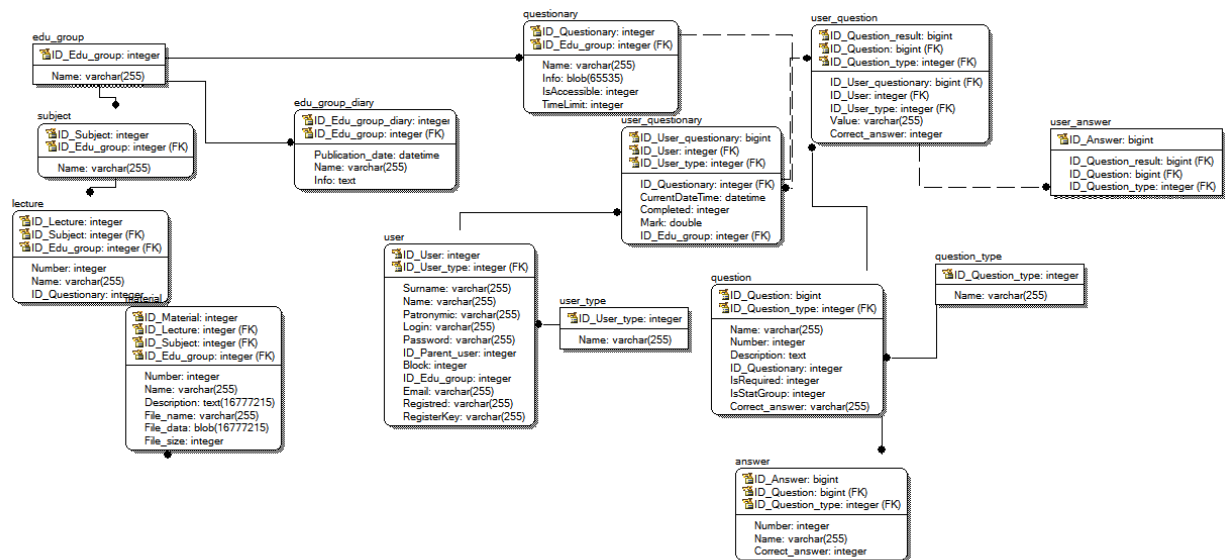 edu_group
ID_Edu_group: integer
Name: varchar(255)
questionary
ID_Questionary: integer
ID_Edu_group: integer (FK)
Name: varchar(255)
Info: blob(65535)
IsAccessible: integer
TimeLimit: integer
user_question
ID_Question_result: bigint
ID_Question: bigint (FK)
ID_Question_type: integer (FK)
ID_User_questionary: bigint (FK)
ID_User: integer (FK)
ID_User_type: integer (FK)
Value: varchar(255)
Correct_answer: integer
subject
ID_Subject: integer
ID_Edu_group: integer (FK)
Name: varchar(255)
edu_group_diary
ID_Edu_group_diary: integer
ID_Edu_group: integer (FK)
Publication_date: datetime
Name: varchar(255)
Info: text
user_questionary
ID_User_questionary: bigint
ID_User: integer (FK)
ID_User_type: integer (FK)
ID_Questionary: integer (FK)
CurrentDateTime: datetime
Completed: integer
Mark: double
ID_Edu_group: integer (FK)
user_answer
ID_Answer: bigint
ID_Question_result: bigint (FK)
ID_Question: bigint (FK)
ID_Question_type: integer (FK)
lecture
ID_Lecture: integer
ID_Subject: integer (FK)
ID_Edu_group: integer (FK)
Number: integer
Name: varchar(255)
ID_Questionary: integer
material
ID_Material: integer
ID_Lecture: integer (FK)
ID_Subject: integer (FK)
ID_Edu_group: integer (FK)
Number: integer
Name: varchar(255)
Description: text(16777215)
File_name: varchar(255)
File_data: blob(16777215)
File_size: integer
user
ID_User: integer
ID_User_type: integer (FK)
Surname: varchar(255)
Name: varchar(255)
Patronymic: varchar(255)
Login: varchar(255)
Password: varchar(255)
ID_Parent_user: integer
Block: integer
ID_Edu_group: integer
Email: varchar(255)
Registred: varchar(255)
RegisterKey: varchar(255)
user_type
ID_User_type: integer
Name: varchar(255)
question
ID_Question: bigint
ID_Question_type: integer (FK)
Name: varchar(255)
Number: integer
Description: text
ID_Questionary: integer
IsRequired: integer
IsStatGroup: integer
Correct_answer: varchar(255)
question_type
ID_Question_type: integer
Name: varchar(255)
answer
ID_Answer: bigint
ID_Question: bigint (FK)
ID_Question_type: integer (FK)
Number: integer
Name: varchar(255)
Correct_answer: integer